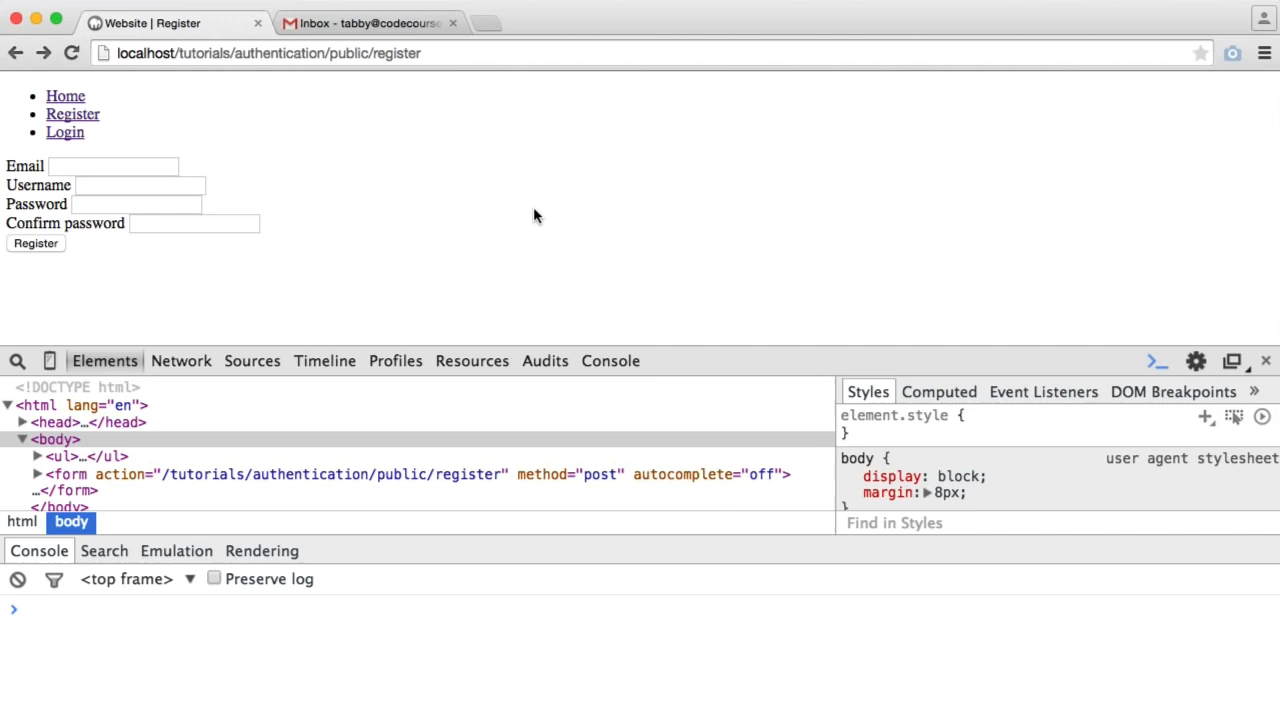 Website | Register
Inbox - tabby@codecourse
localhost/tutorials/authentication/public/register
Home
Register
Login
Email
Username
Password
Confirm password
Register
Elements Network Sources Timeline Profiles Resources Audits Console
<!DOCTYPE html>
<html lang="en">
<head>…</head>
<body>
<ul>…</ul>
<form action="/tutorials/authentication/public/register" method="post" autocomplete="off">
…</form>
</body>
html body
Styles Computed Event Listeners DOM Breakpoints »
element.style {
}
body { user agent stylesheet
display: block;
margin: 8px;
}
Find in Styles
Console Search Emulation Rendering
<top frame> Preserve log